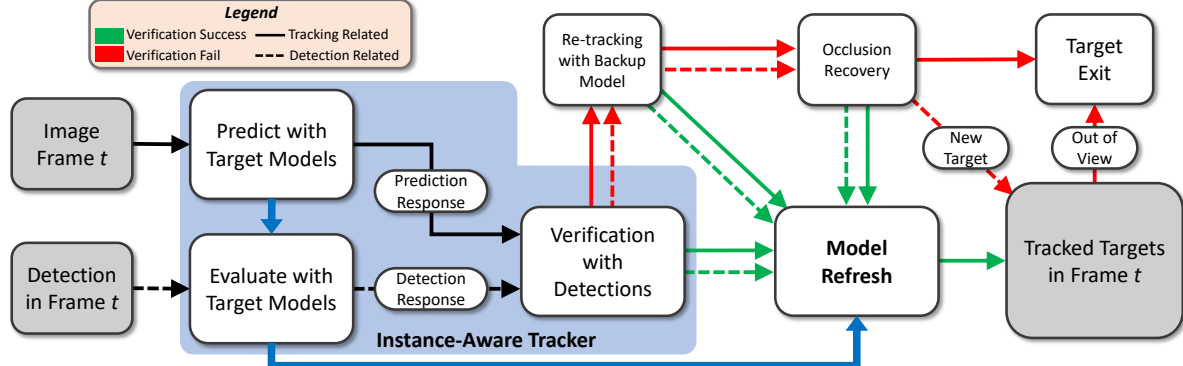 Legend
Verification Success
Tracking Related
Verification Fail
Detection Related
Re-tracking
with Backup
Model
Occlusion
Recovery
Target
Exit
Image
Frame t
Predict with
Target Models
Prediction
Response
New
Target
Out of
View
Detection
in Frame t
Evaluate with
Target Models
Detection
Response
Verification
with
Detections
Model
Refresh
Tracked Targets
in Frame t
Instance-Aware Tracker